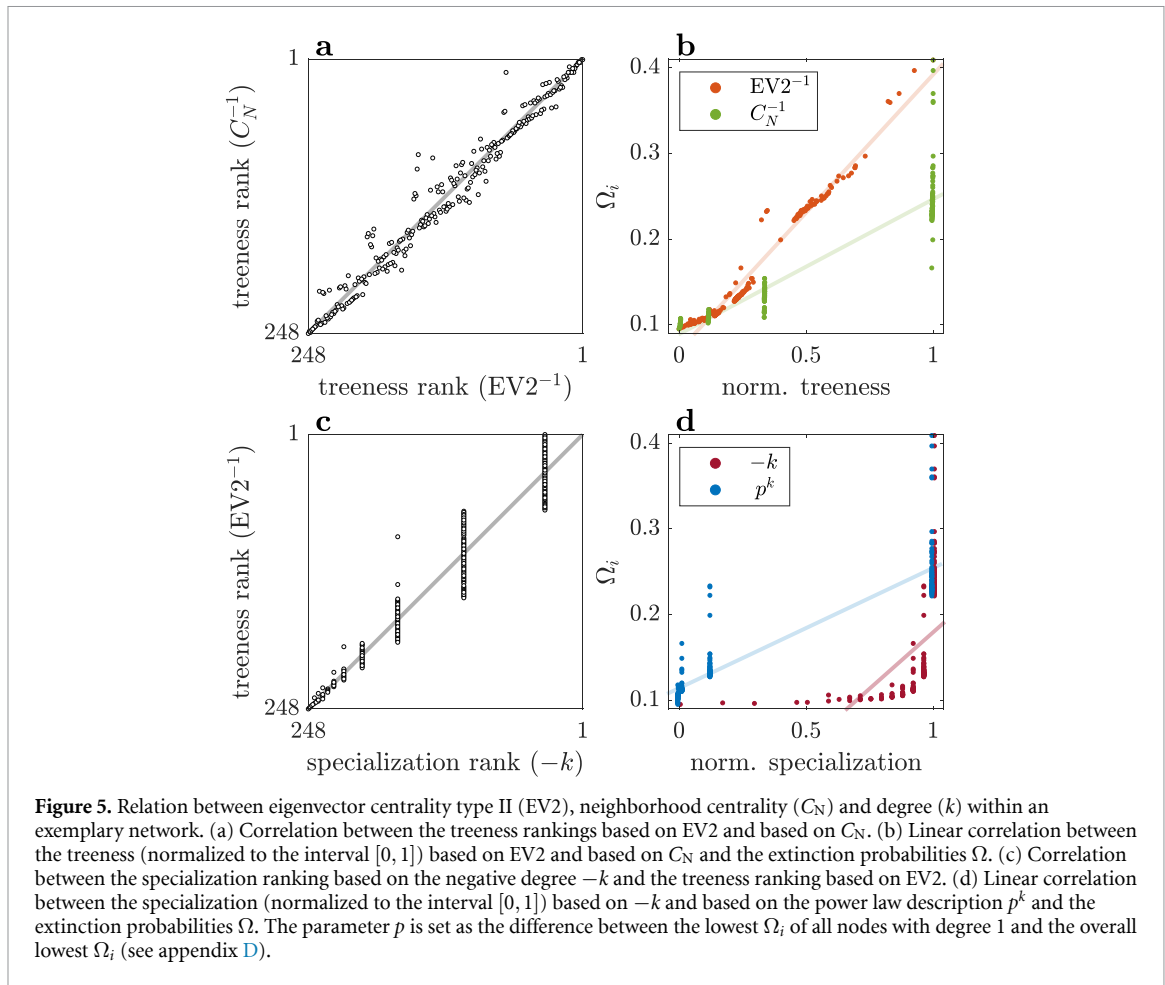 a
1
treeness rank (C_N^{-1})
248
248
1
treeness rank (EV2^{-1})
b
EV2^{-1}
C_N^{-1}
0.4
0.3
0.2
0.1
Ω_i
0
0.5
1
norm. treeness
c
1
treeness rank (EV2^{-1})
248
248
1
specialization rank (−k)
d
−k
p^k
0.4
0.3
0.2
0.1
Ω_i
0
0.5
1
norm. specialization
Figure 5. Relation between eigenvector centrality type II (EV2), neighborhood centrality (C_N) and degree (k) within an
exemplary network. (a) Correlation between the treeness rankings based on EV2 and based on C_N. (b) Linear correlation between
the treeness (normalized to the interval [0, 1]) based on EV2 and based on C_N and the extinction probabilities Ω. (c) Correlation
between the specialization ranking based on the negative degree −k and the treeness ranking based on EV2. (d) Linear correlation
between the specialization (normalized to the interval [0, 1]) based on −k and based on the power law description p^k and the
extinction probabilities Ω. The parameter p is set as the difference between the lowest Ω_i of all nodes with degree 1 and the overall
lowest Ω_i (see appendix D).